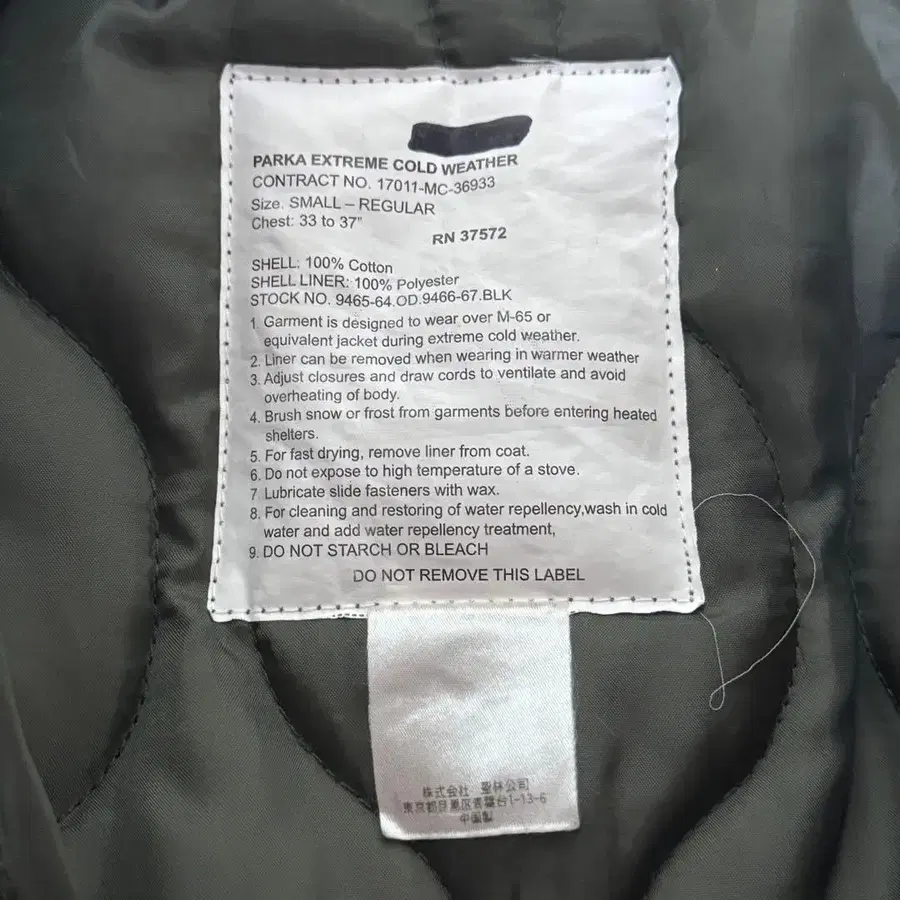 PARKA EXTREME COLD WEATHER
CONTRACT NO. 17011-MC-36933
Size. SMALL – REGULAR
Chest: 33 to 37"
RN 37572
SHELL: 100% Cotton
SHELL LINER: 100% Polyester
STOCK NO. 9465-64.OD.9466-67.BLK
1. Garment is designed to wear over M-65 or
equivalent jacket during extreme cold weather.
2. Liner can be removed when wearing in warmer weather
3. Adjust closures and draw cords to ventilate and avoid
overheating of body.
4. Brush snow or frost from garments before entering heated
shelters.
5. For fast drying, remove liner from coat.
6. Do not expose to high temperature of a stove.
7. Lubricate slide fasteners with wax.
8. For cleaning and restoring of water repellency,wash in cold
water and add water repellency treatment,
9. DO NOT STARCH OR BLEACH
DO NOT REMOVE THIS LABEL
株式会社 聖林公司
東京都目黒区青葉台1-13-6
中国製